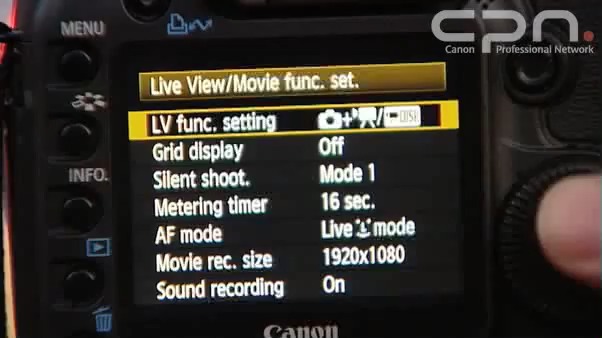 cpn.
Canon Professional Network
MENU
Live View/Movie func. set.
LV func. setting
Grid display Off
Silent shoot. Mode 1
INFO.
Metering timer 16 sec.
AF mode Live mode
Movie rec. size 1920x1080
Sound recording On
Canon